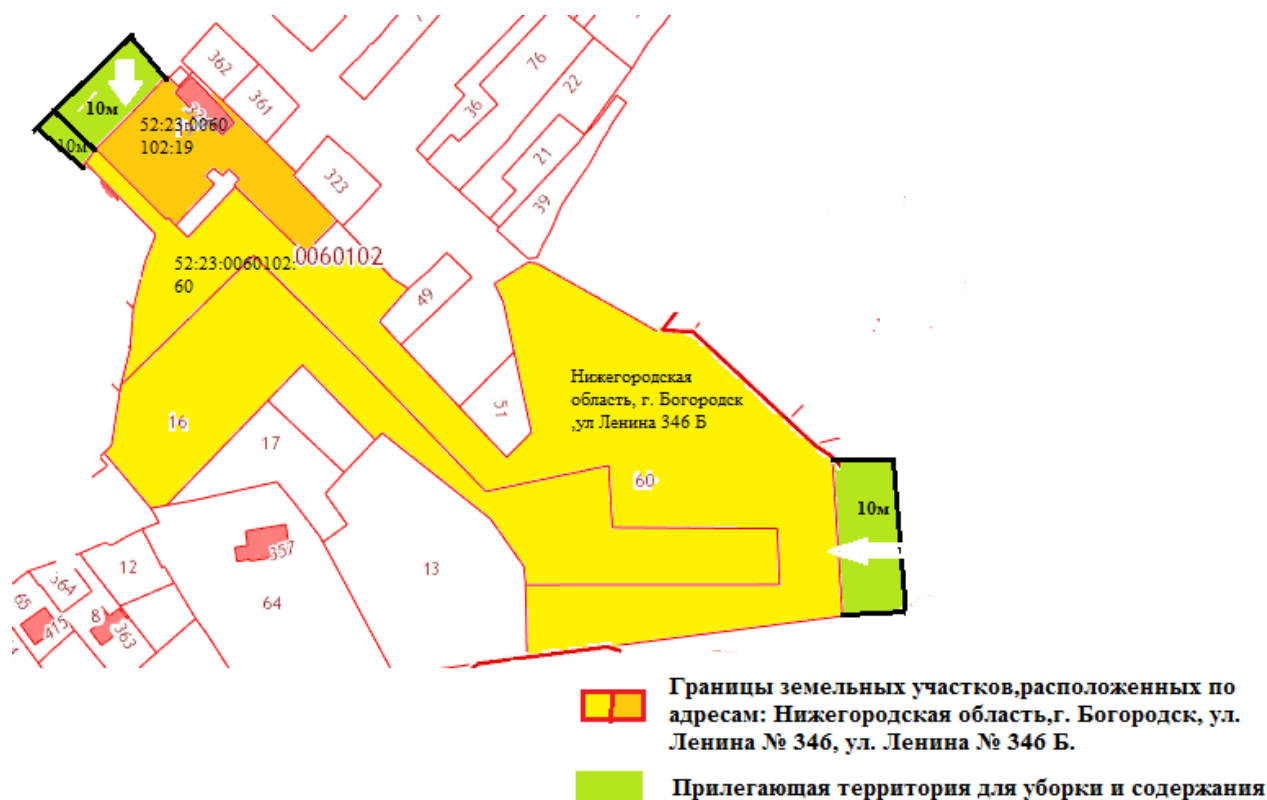 362
361
76
22
36
21
39
323
10м
10м
52:23:0060
102:19
52:23:0060102:
60
0060102
49
51
Нижегородская
область, г. Богородск
,ул Ленина 346 Б
16
17
60
10м
13
12
357
64
364
65
415
8
363
Границы земельных участков,расположенных по
адресам: Нижегородская область,г. Богородск, ул.
Ленина № 346, ул. Ленина № 346 Б.
Прилегающая территория для уборки и содержания